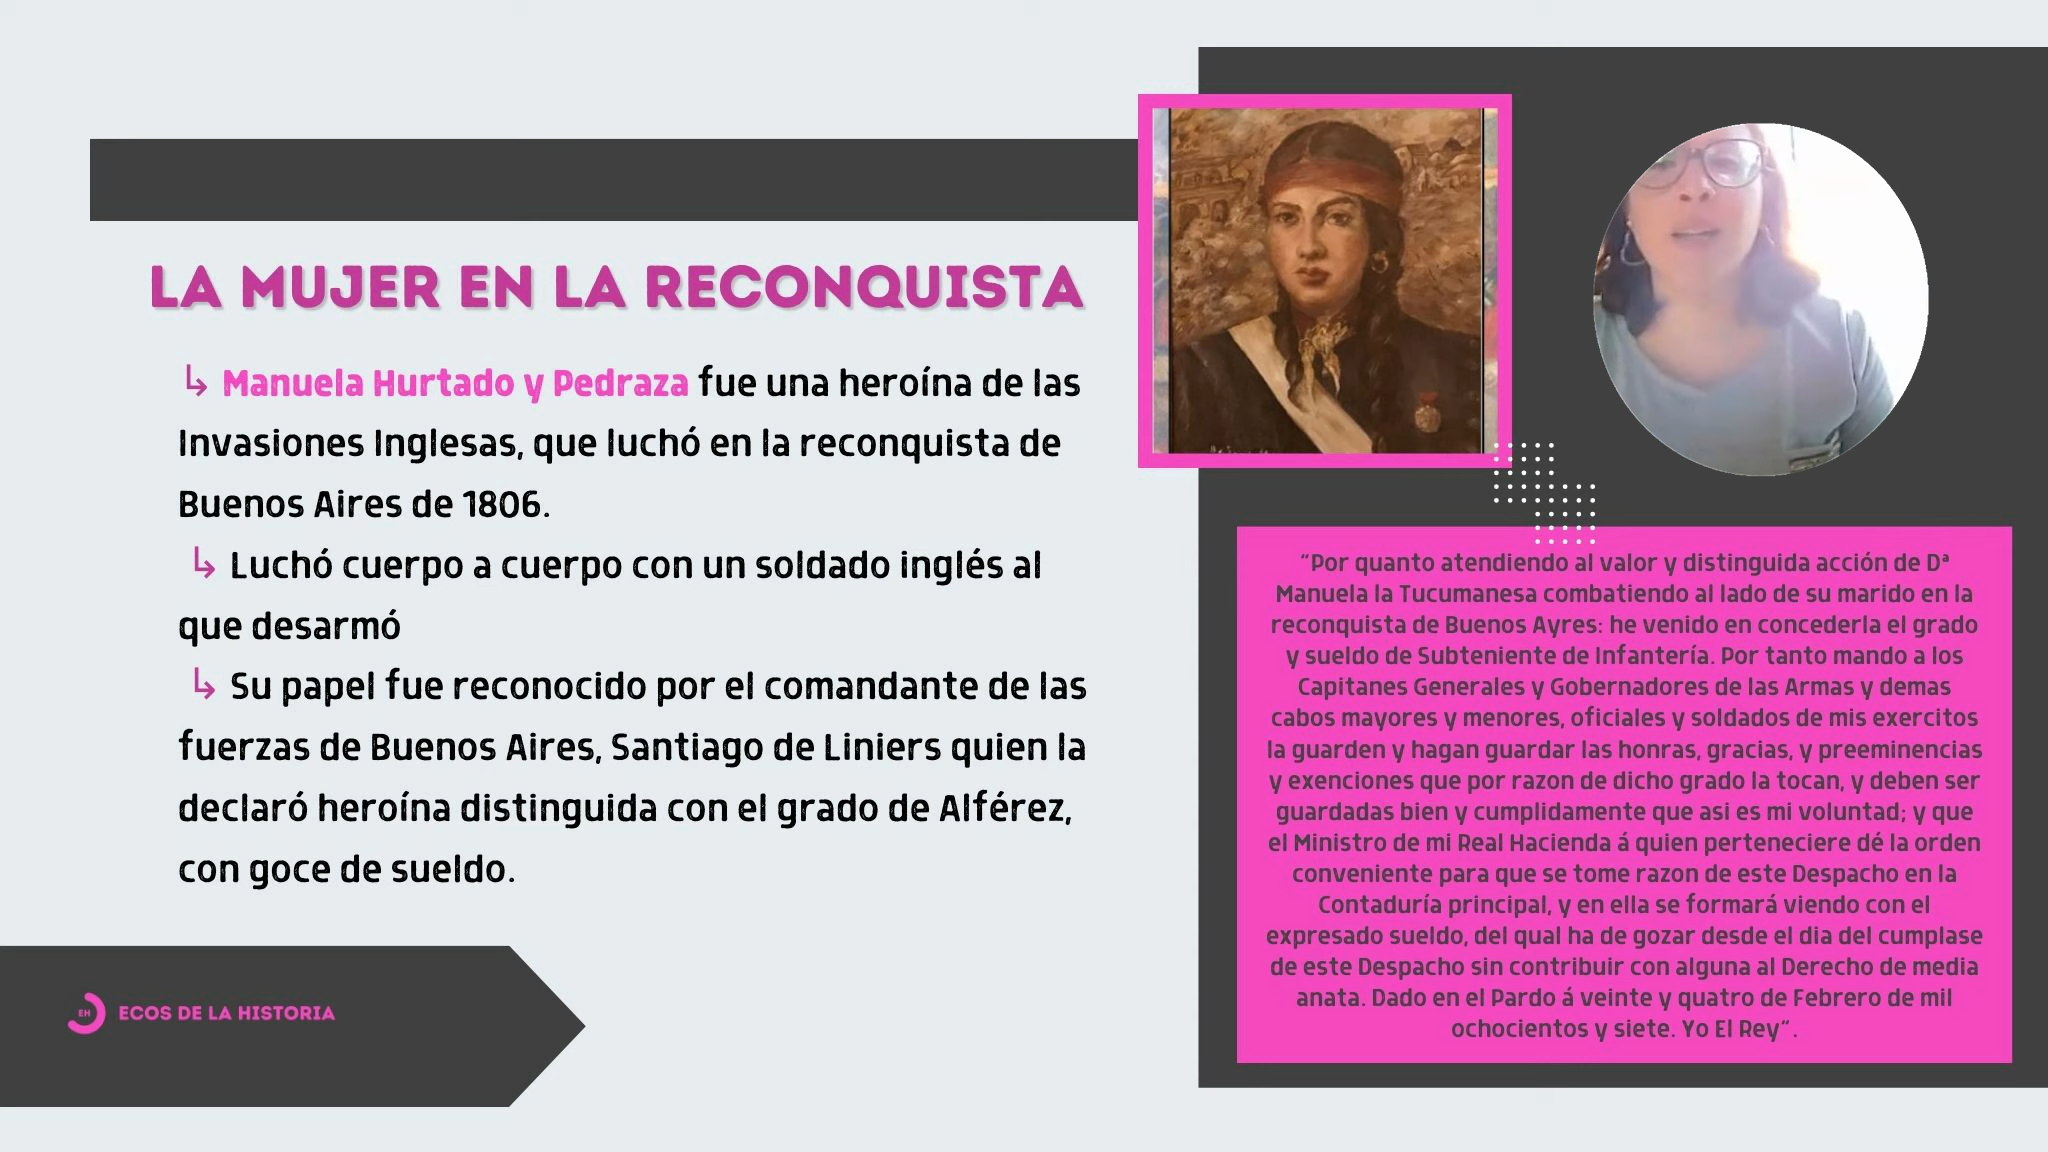 LA MUJER EN LA RECONQUISTA
↳ Manuela Hurtado y Pedraza fue una heroína de las
Invasiones Inglesas, que luchó en la reconquista de
Buenos Aires de 1806.
↳ Luchó cuerpo a cuerpo con un soldado inglés al
que desarmó
↳ Su papel fue reconocido por el comandante de las
fuerzas de Buenos Aires, Santiago de Liniers quien la
declaró heroína distinguida con el grado de Alférez,
con goce de sueldo.
EH
ECOS DE LA HISTORIA
“Por quanto atendiendo al valor y distinguida acción de Dª
Manuela la Tucumanesa combatiendo al lado de su marido en la
reconquista de Buenos Ayres: he venido en concederla el grado
y sueldo de Subteniente de Infantería. Por tanto mando a los
Capitanes Generales y Gobernadores de las Armas y demas
cabos mayores y menores, oficiales y soldados de mis exercitos
la guarden y hagan guardar las honras, gracias, y preeminencias
y exenciones que por razon de dicho grado la tocan, y deben ser
guardadas bien y cumplidamente que asi es mi voluntad; y que
el Ministro de mi Real Hacienda á quien perteneciere dé la orden
conveniente para que se tome razon de este Despacho en la
Contaduría principal, y en ella se formará viendo con el
expresado sueldo, del qual ha de gozar desde el dia del cumplase
de este Despacho sin contribuir con alguna al Derecho de media
anata. Dado en el Pardo á veinte y quatro de Febrero de mil
ochocientos y siete. Yo El Rey”.